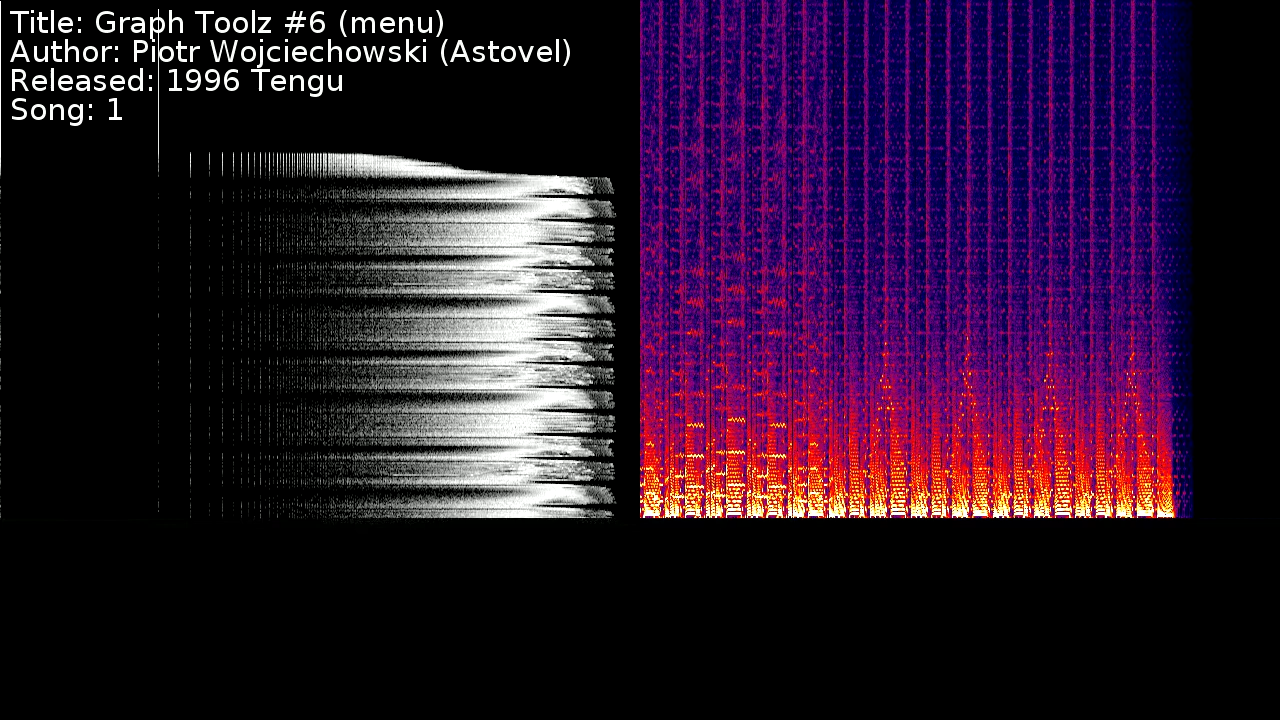 Title: Graph Toolz #6 (menu)
Author: Piotr Wojciechowski (Astovel)
Released: 1996 Tengu
Song: 1